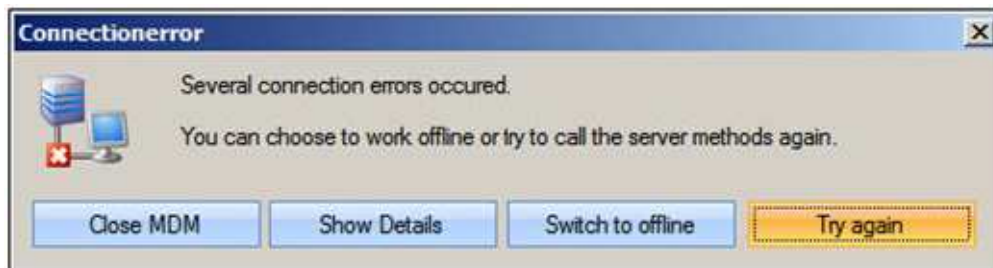 Connectionerror
Several connection errors occured.
You can choose to work offline or try to call the server methods again.
Close MDM
Show Details
Switch to offline
Try again